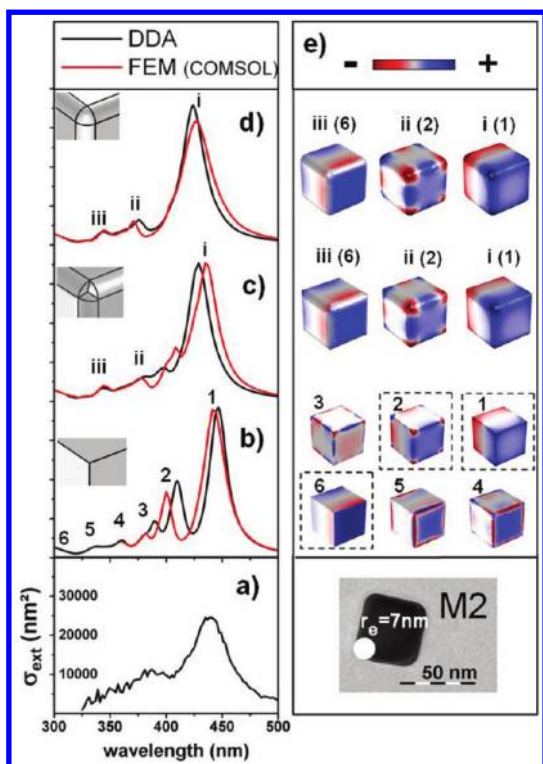 DDA
FEM (COMSOL)
i
d)
iii
ii
i
c)
iii
ii
1
b)
2
3
4
5
6
a)
30000
20000
10000
σext (nm²)
300
350
400
450
500
wavelength (nm)
e)
-
+
iii (6)
ii (2)
i (1)
iii (6)
ii (2)
i (1)
3
2
1
6
5
4
M2
re=7nm
50 nm